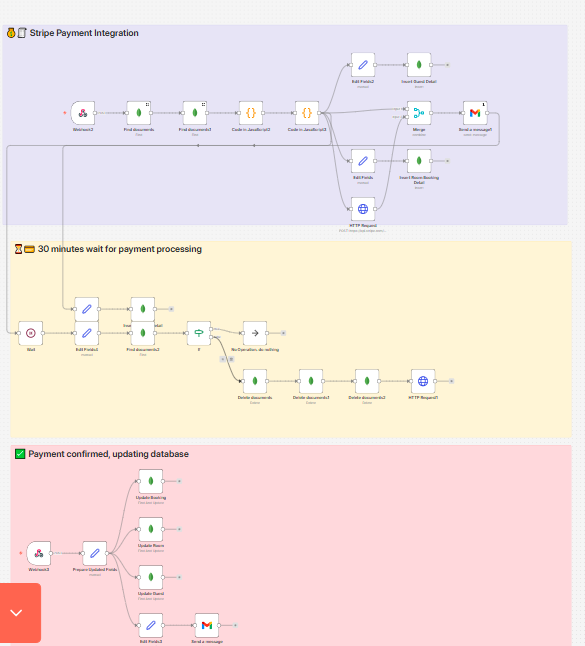 Stripe Payment Integration
Edit Fields2
Insert Guest Detail
Webhook2
Find documents
Find documents1
Code in JavaScript2
Code in JavaScript3
Merge
Send a message1
Edit Fields
Insert Room Booking
Detail
HTTP Request
30 minutes wait for payment processing
Wait
Edit Fields1
Find documents2
If
No Operation, do nothing
Delete documents
Delete documents1
Delete documents2
HTTP Request1
Payment confirmed, updating database
Update Booking
Update Room
Webhook3
Prepare Updated Fields
Update Guest
Edit Fields3
Send a message